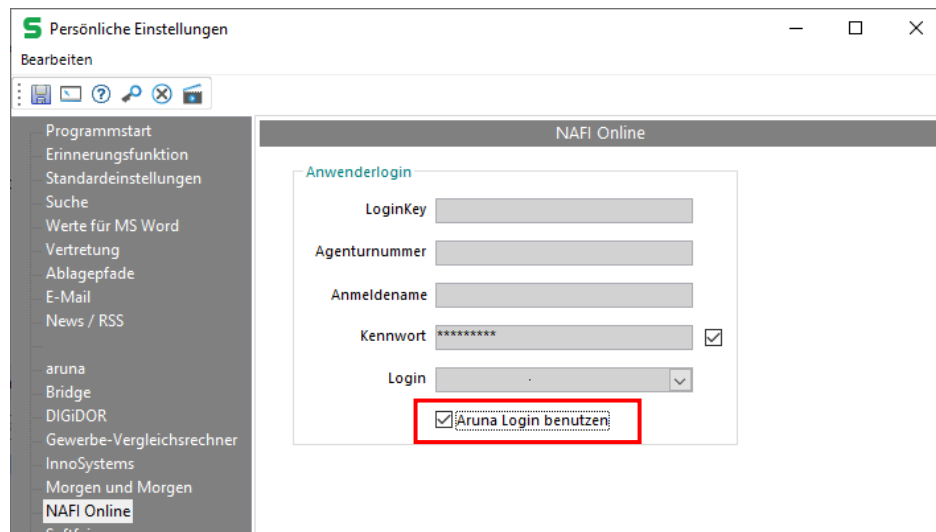 S Persönliche Einstellungen
Bearbeiten
Programmstart
Erinnerungsfunktion
Standardeinstellungen
Suche
Werte für MS Word
Vertretung
Ablagepfade
E-Mail
News / RSS
aruna
Bridge
DIGiDOR
Gewerbe-Vergleichsrechner
InnoSystems
Morgen und Morgen
NAFI Online
NAFI Online
Anwenderlogin
LoginKey
Agenturnummer
Anmeldename
Kennwort *********
Login
Aruna Login benutzen